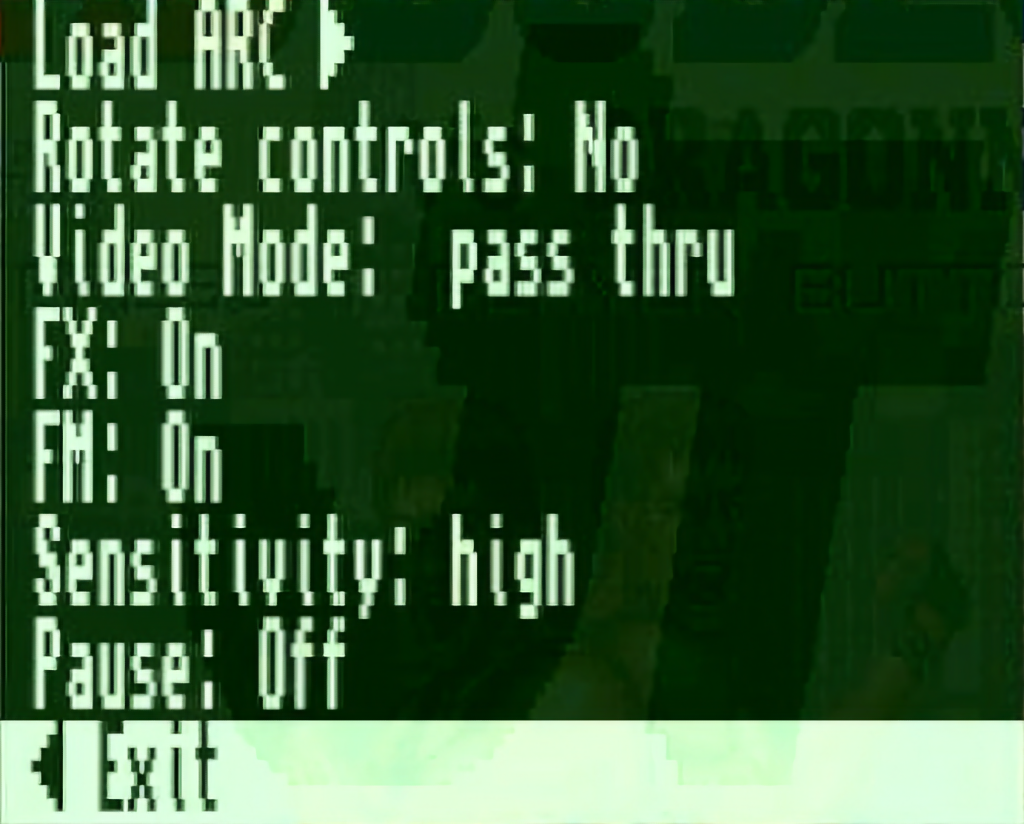 Load ARC
Rotate controls: No
Video Mode: pass thru
FX: On
FM: On
Sensitivity: high
Pause: Off
Exit